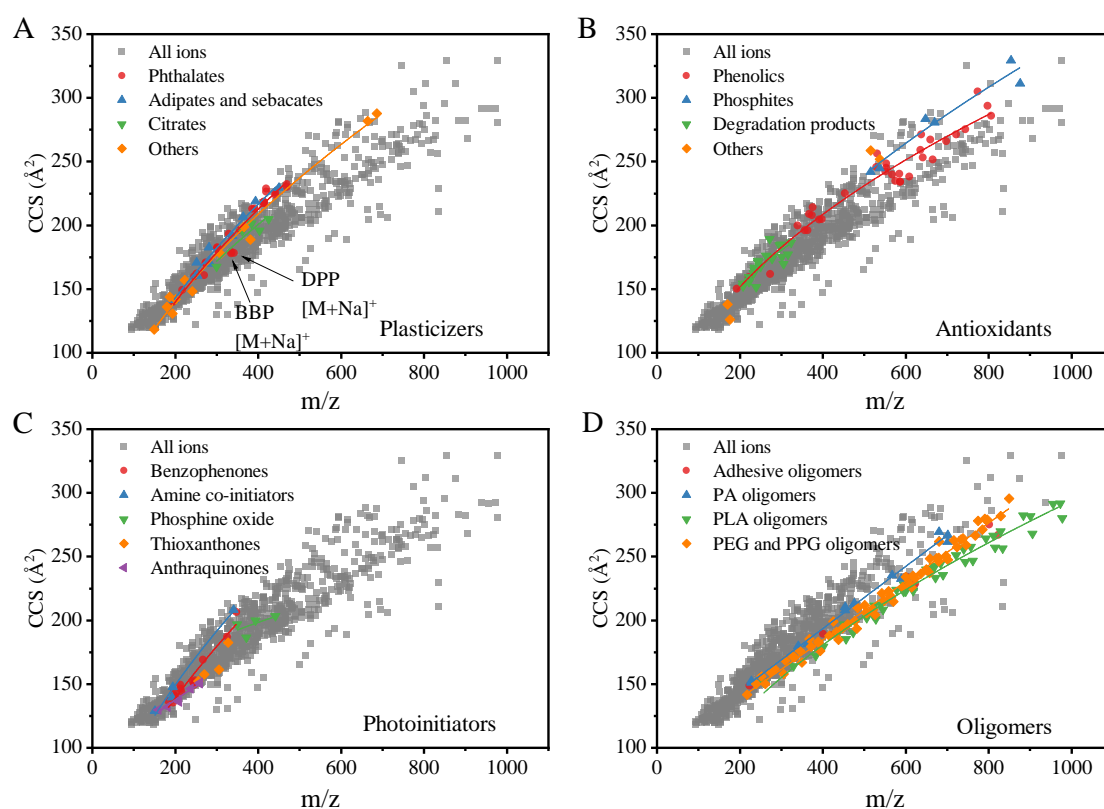 A
350
300
250
200
150
100
CCS (Å²)
0 200 400 600 800 1000
m/z
All ions
Phthalates
Adipates and sebacates
Citrates
Others
DPP
[M+Na]⁺
BBP
[M+Na]⁺
Plasticizers
B
350
300
250
200
150
100
CCS (Å²)
0 200 400 600 800 1000
m/z
All ions
Phenolics
Phosphites
Degradation products
Others
Antioxidants
C
350
300
250
200
150
100
CCS (Å²)
0 200 400 600 800 1000
m/z
All ions
Benzophenones
Amine co-initiators
Phosphine oxide
Thioxanthones
Anthraquinones
Photoinitiators
D
350
300
250
200
150
100
CCS (Å²)
0 200 400 600 800 1000
m/z
All ions
Adhesive oligomers
PA oligomers
PLA oligomers
PEG and PPG oligomers
Oligomers